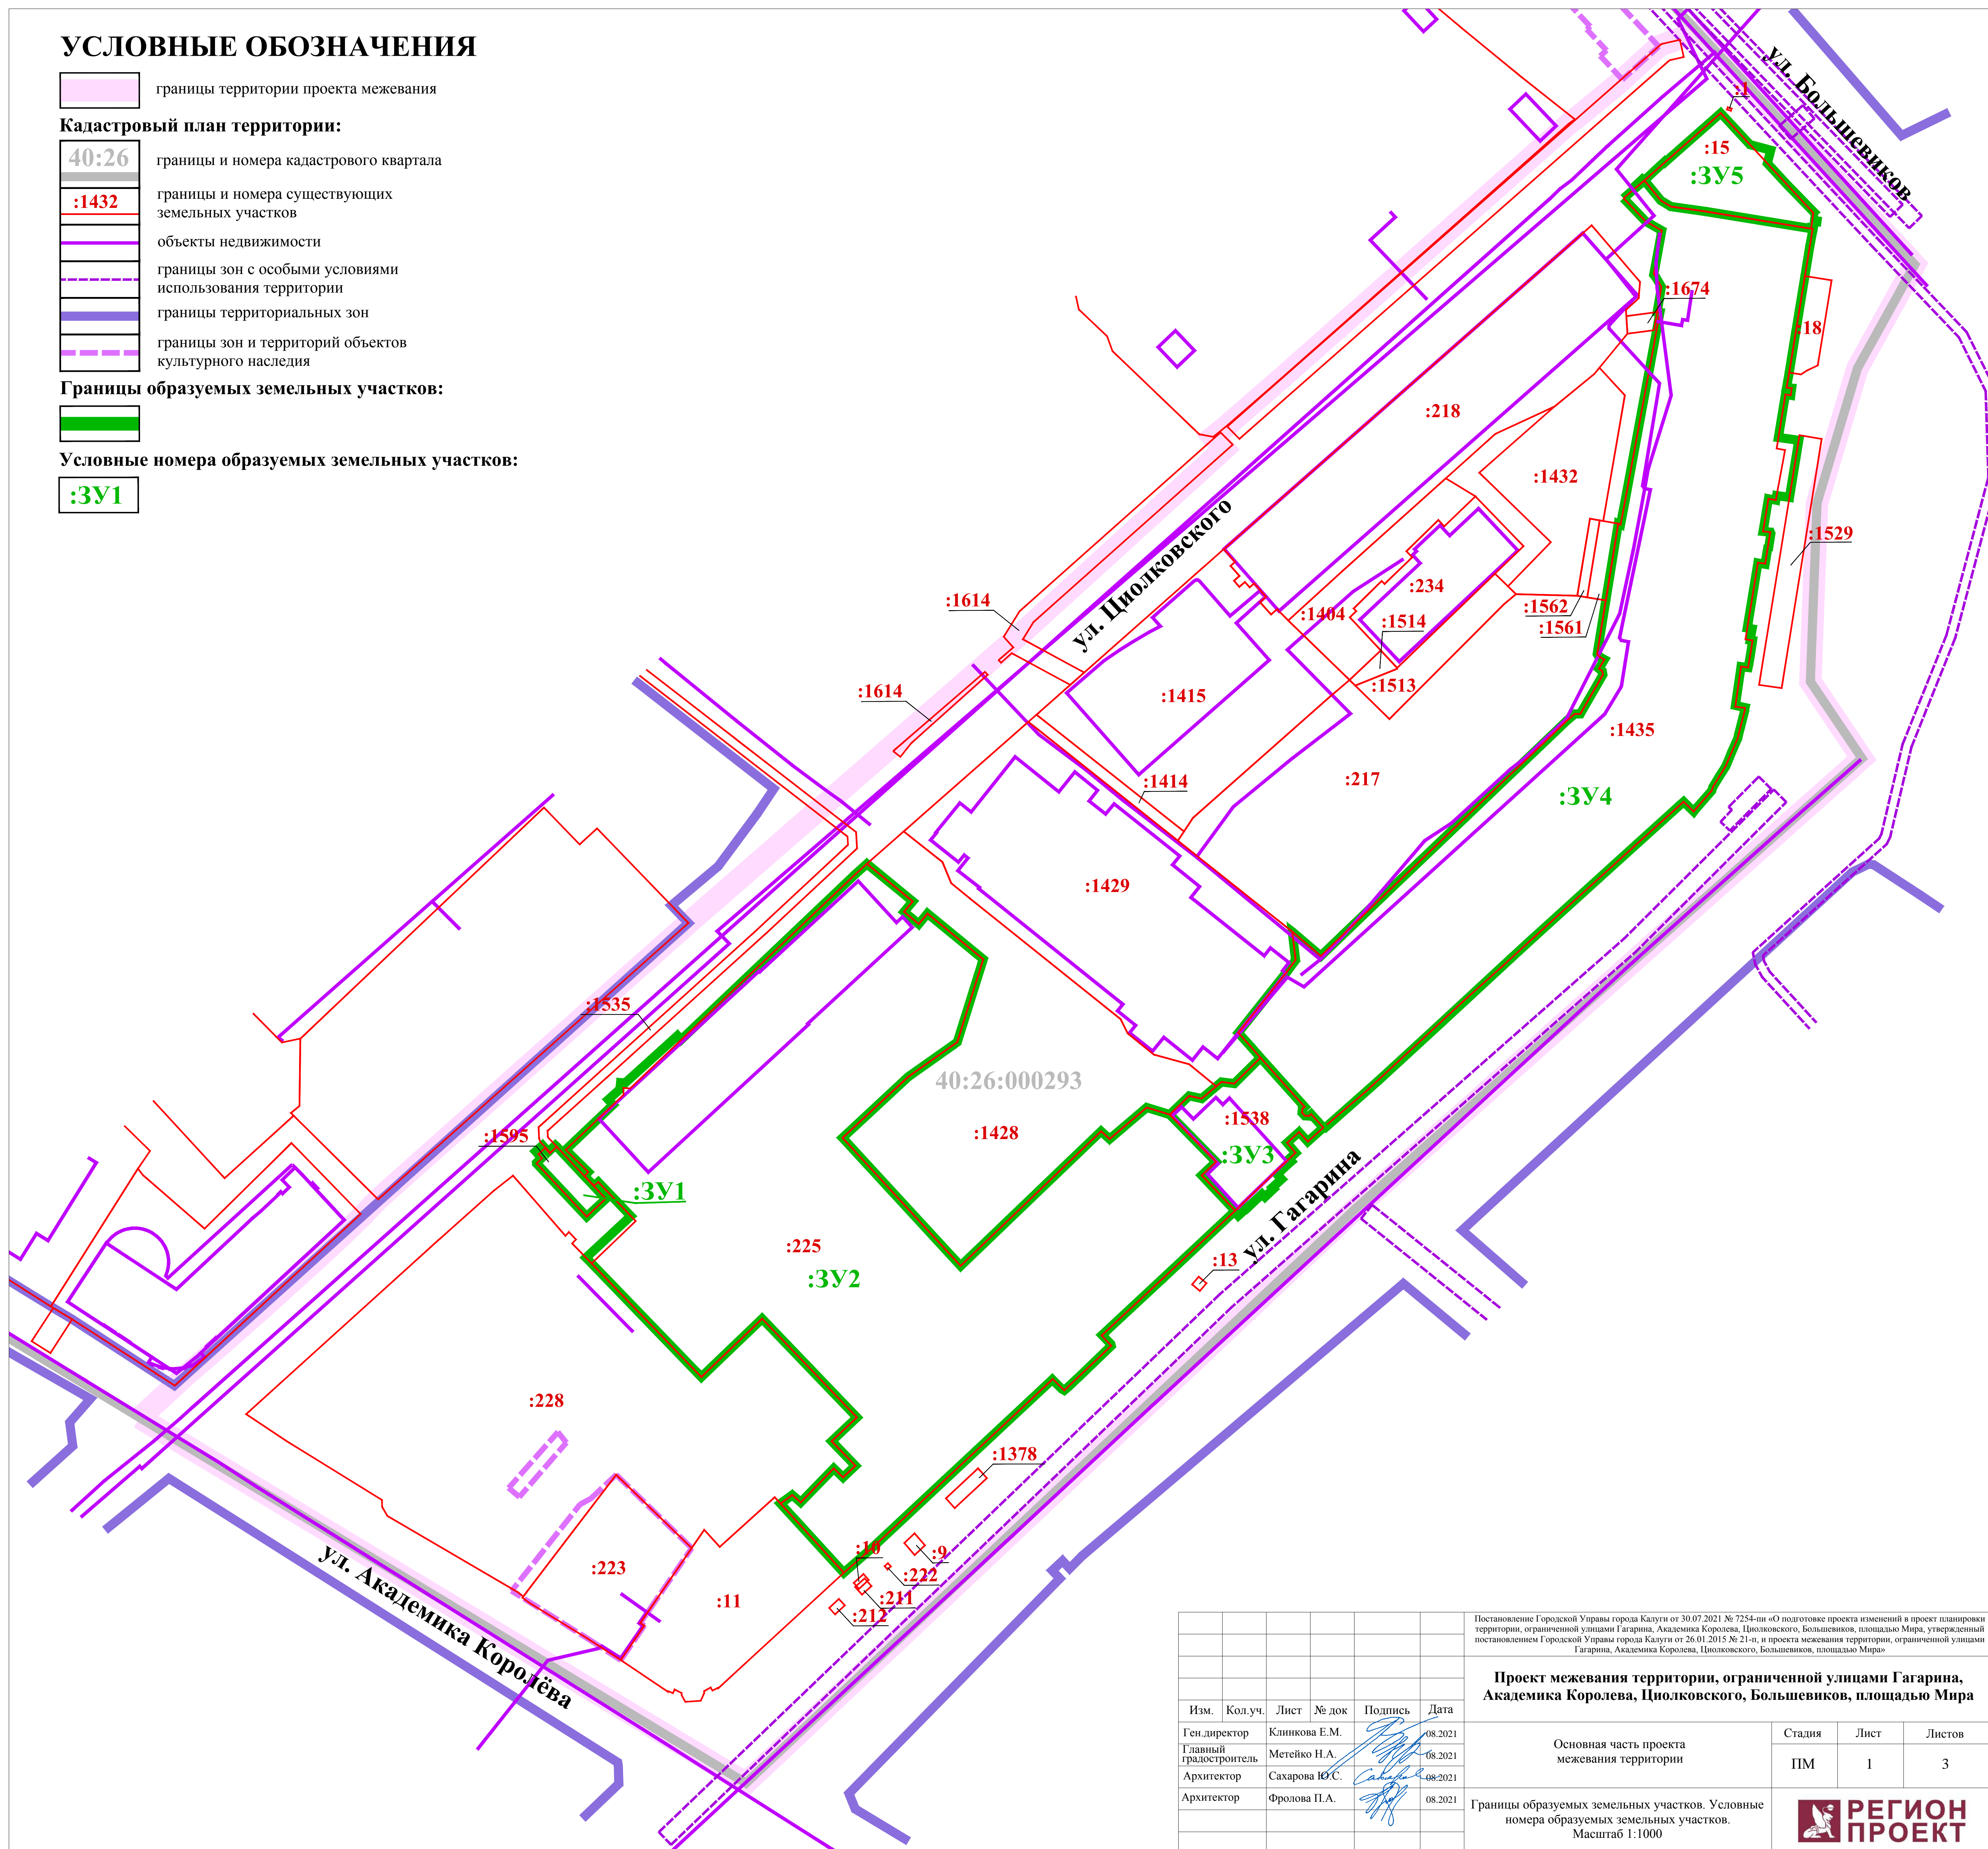 УСЛОВНЫЕ ОБОЗНАЧЕНИЯ
границы территории проекта межевания
Кадастровый план территории:
40:26
границы и номера кадастрового квартала
:1432
границы и номера существующих
земельных участков
объекты недвижимости
границы зон с особыми условиями
использования территории
границы территориальных зон
границы зон и территорий объектов
культурного наследия
Границы образуемых земельных участков:
Условные номера образуемых земельных участков:
:ЗУ1
ул. Большевиков
:1
:15
:ЗУ5
:1674
:18
:218
:1432
:1529
ул. Циолковского
:234
:1614
:1404
:1562
:1514
:1561
:1513
:1614
:1415
:1435
:1414
:217
:ЗУ4
:1429
:1535
40:26:000293
:1538
:1428
:1595
:ЗУ3
:ЗУ1
ул. Гагарина
:225
:13
:ЗУ2
:228
:1378
:10
:9
:223
:222
:11
:211
:212
ул. Академика Королёва
Постановление Городской Управы города Калуги от 30.07.2021 № 7254-пи «О подготовке проекта изменений в проект планировки
территории, ограниченной улицами Гагарина, Академика Королева, Циолковского, Большевиков, площадью Мира, утвержденный
постановлением Городской Управы города Калуги от 26.01.2015 № 21-п, и проекта межевания территории, ограниченной улицами
Гагарина, Академика Королева, Циолковского, Большевиков, площадью Мира»
Проект межевания территории, ограниченной улицами Гагарина,
Академика Королева, Циолковского, Большевиков, площадью Мира
Изм. Кол.уч. Лист № док Подпись Дата
Ген.директор Клинкова Е.М. 08.2021
Главный
градостроитель Метейко Н.А. 08.2021
Архитектор Сахарова Ю.С. 08.2021
Архитектор Фролова П.А. 08.2021
Основная часть проекта
межевания территории
Стадия Лист Листов
ПМ 1 3
Границы образуемых земельных участков. Условные
номера образуемых земельных участков.
Масштаб 1:1000
РЕГИОН
ПРОЕКТ